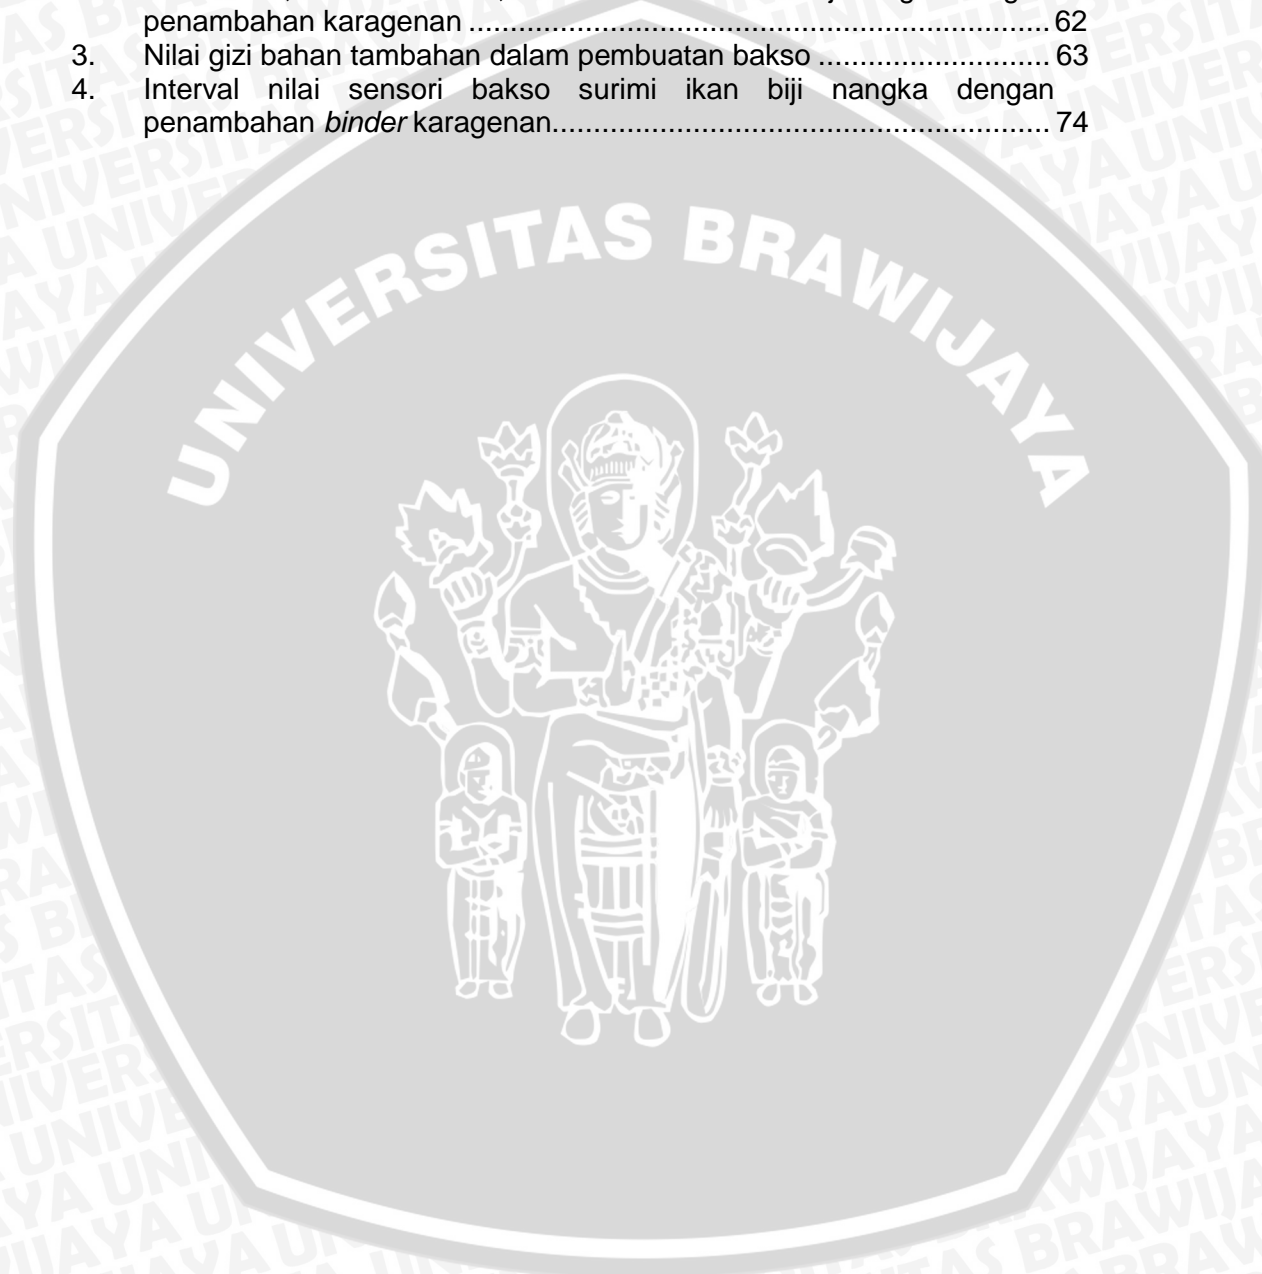 penambahan karagenan ...................................................................... 62
3. Nilai gizi bahan tambahan dalam pembuatan bakso ............................ 63
4. Interval nilai sensori bakso surimi ikan biji nangka dengan
penambahan binder karagenan............................................................ 74
UNIVERSITAS BRAWIJAYA